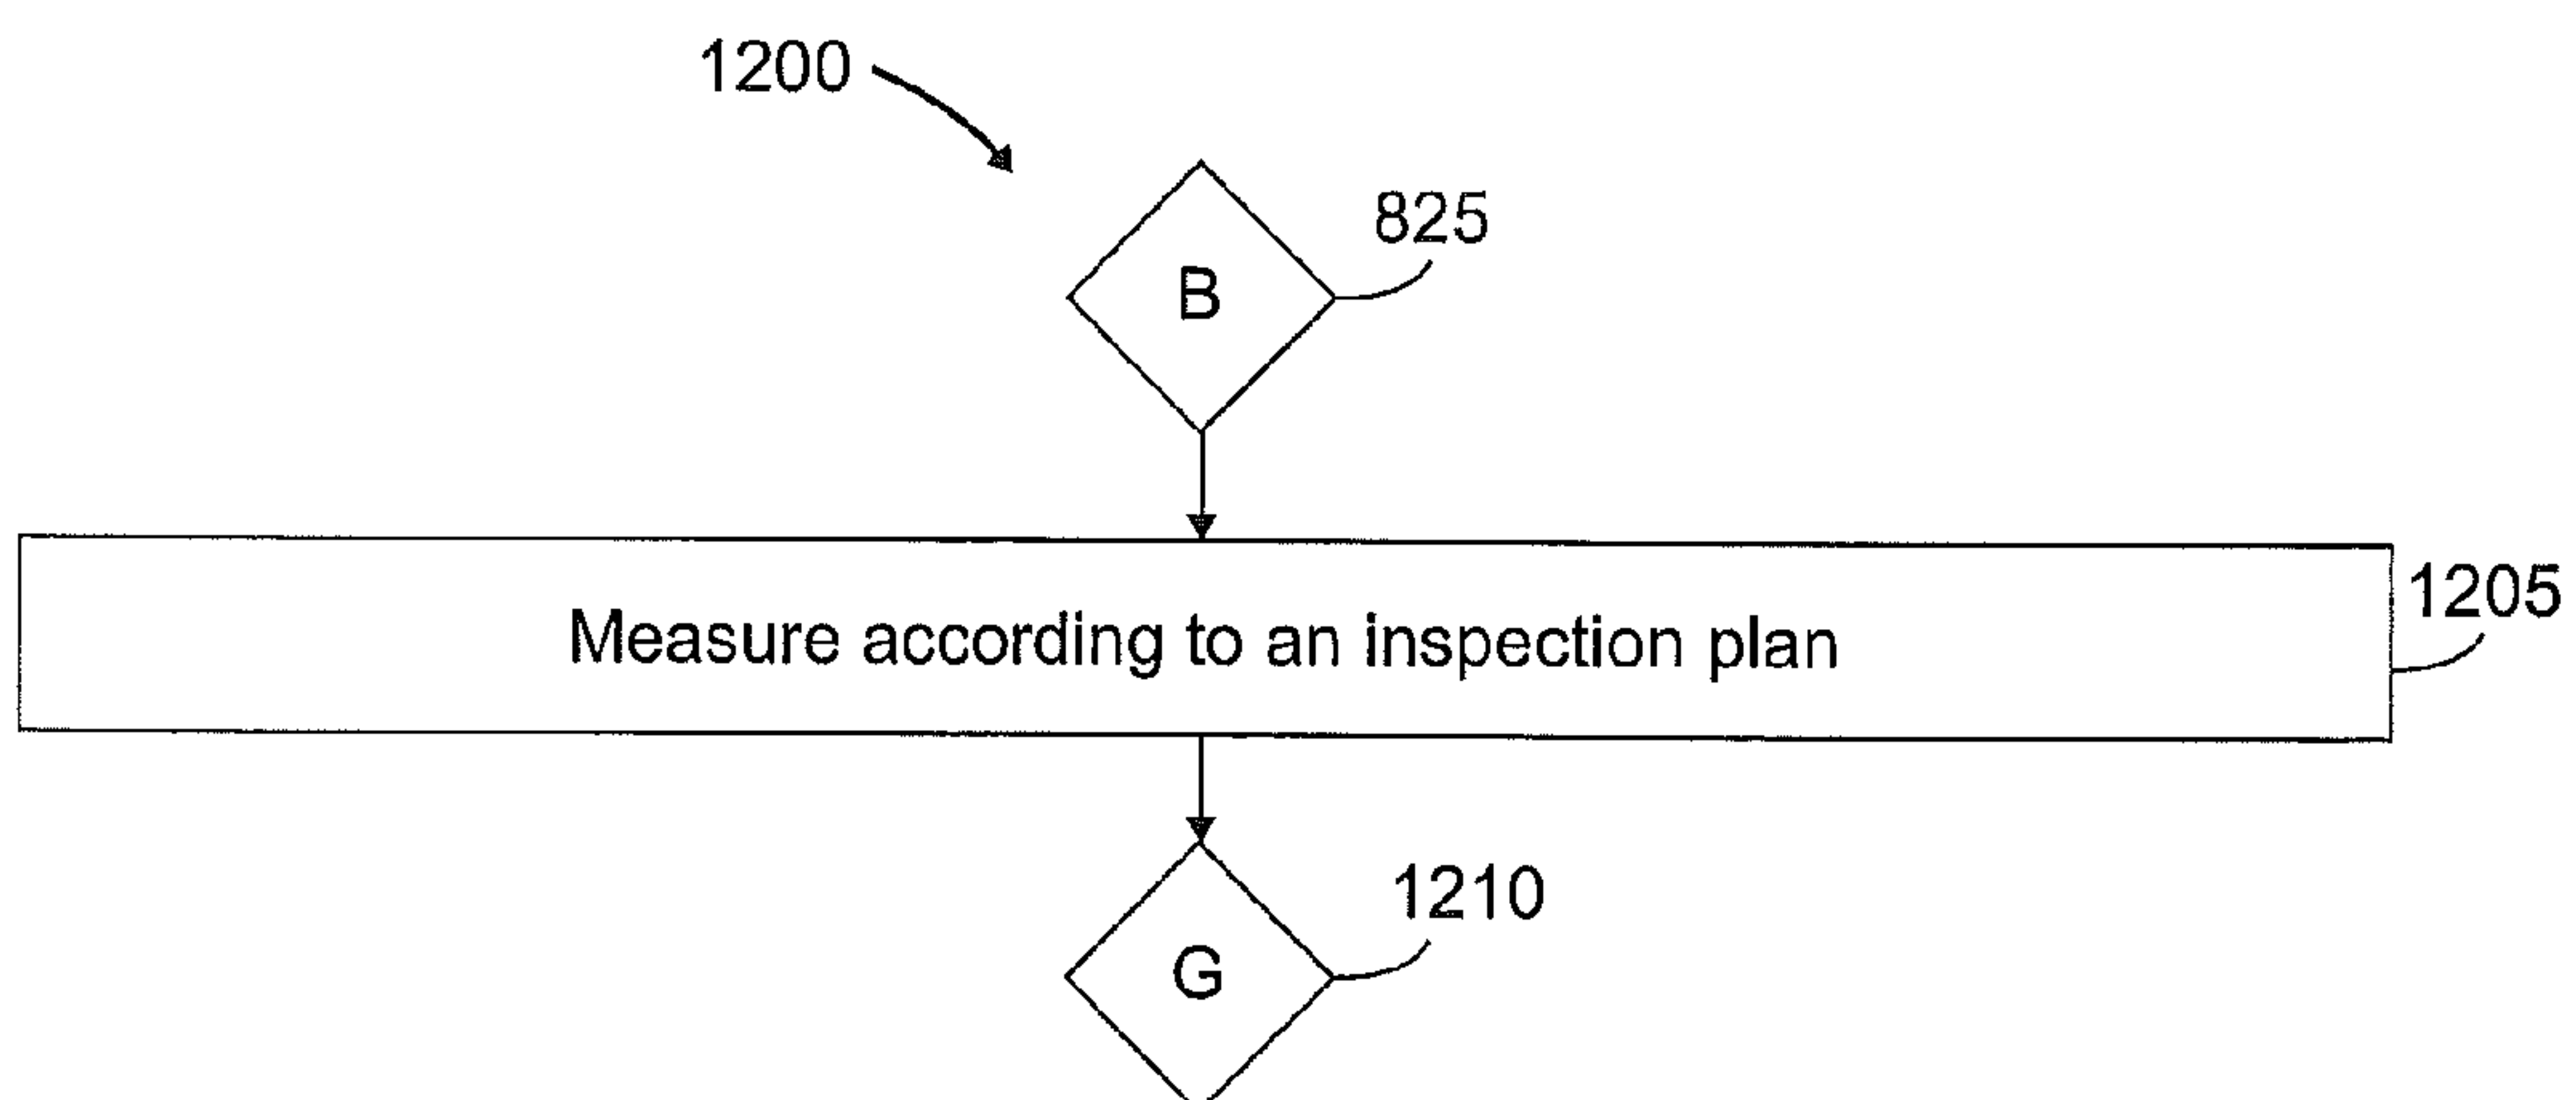 1200
825
B
Measure according to an inspection plan
1205
1210
G